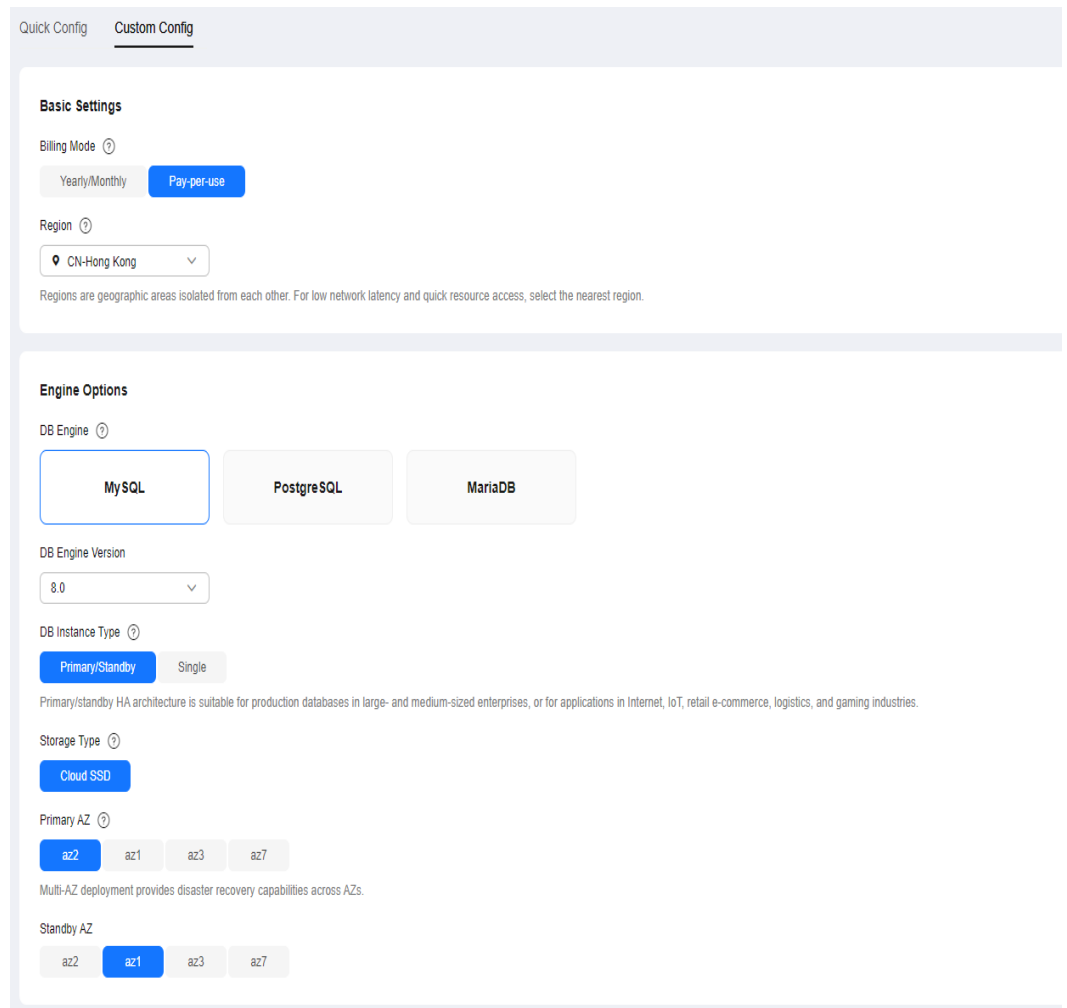 Quick Config Custom Config
Basic Settings
Billing Mode ?
Yearly/Monthly Pay-per-use
Region ?
CN-Hong Kong
Regions are geographic areas isolated from each other. For low network latency and quick resource access, select the nearest region.
Engine Options
DB Engine ?
MySQL PostgreSQL MariaDB
DB Engine Version
8.0
DB Instance Type ?
Primary/Standby Single
Primary/standby HA architecture is suitable for production databases in large- and medium-sized enterprises, or for applications in Internet, IoT, retail e-commerce, logistics, and gaming industries.
Storage Type ?
Cloud SSD
Primary AZ ?
az2 az1 az3 az7
Multi-AZ deployment provides disaster recovery capabilities across AZs.
Standby AZ
az2 az1 az3 az7